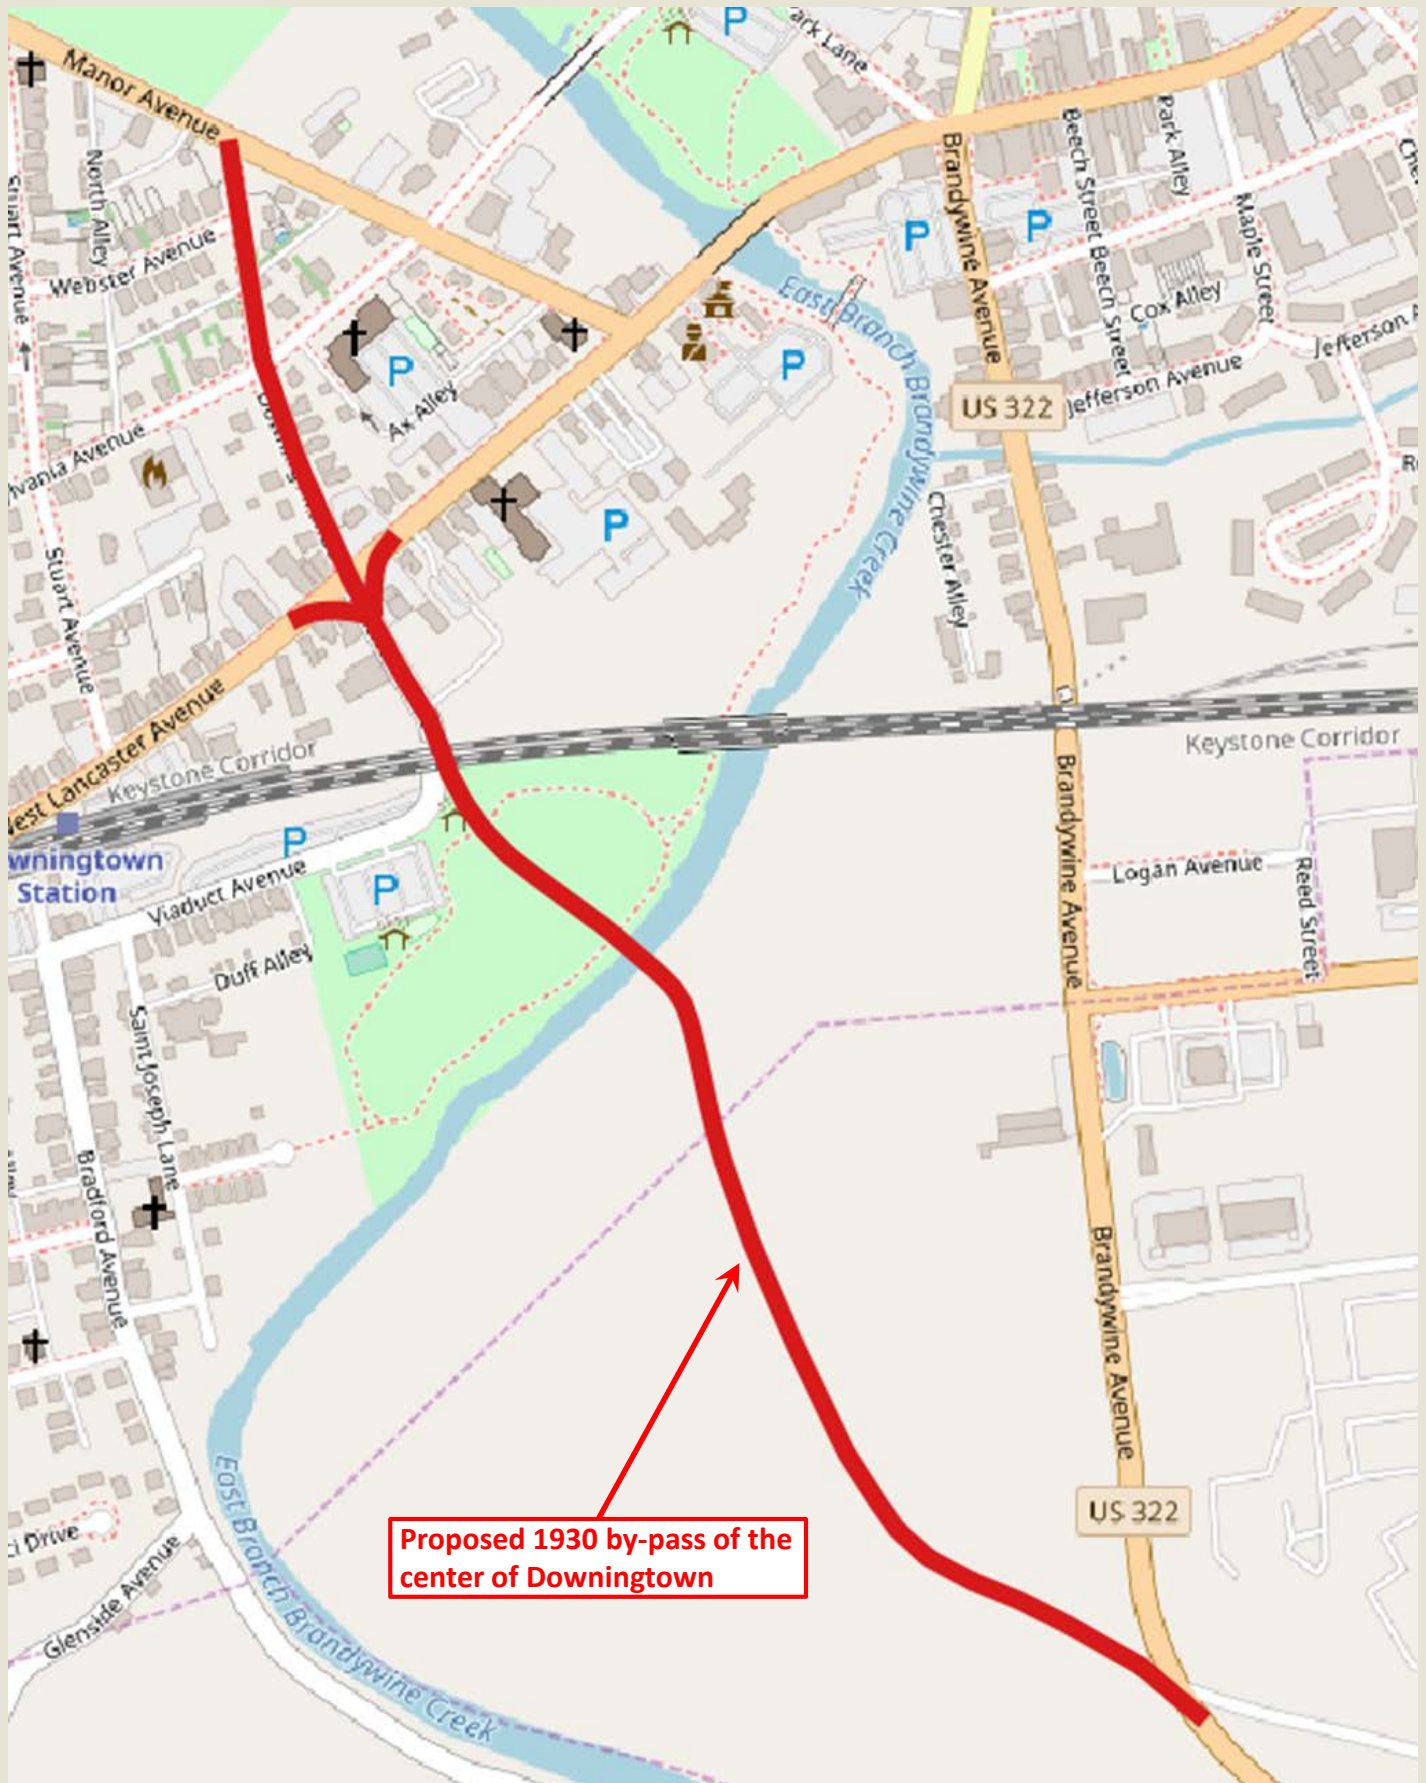 P
ark Lane
Manor Avenue
Brandywine Avenue
Beech Street
Beech Street
Park Alley
Maple Street
North Alley
Stuart Avenue
Webster Avenue
P
P
East Branch Brandywine Creek
Cox Alley
Jefferson A
P
P
Ax Alley
US 322
Jefferson Avenue
vania Avenue
P
Chester Alley
Stuart Avenue
West Lancaster Avenue
Keystone Corridor
Keystone Corridor
wningtown
Station
P
Viaduct Avenue
P
Brandywine Avenue
Logan Avenue
Reed Street
Duff Alley
Saint Joseph Lane
Bradford Avenue
Brandywine Avenue
US 322
East Branch Brandywine Creek
ci Drive
Glenside Avenue
Proposed 1930 by-pass of the
center of Downingtown